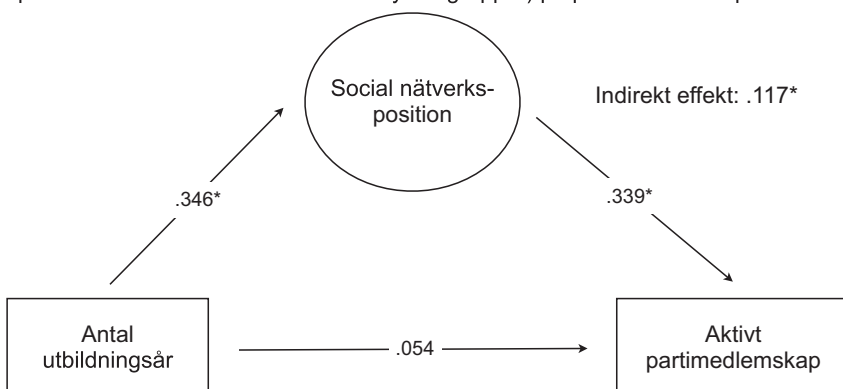 Social nätverks-
position
Indirekt effekt: .117*
.346*
.339*
Antal
utbildningsår
.054
Aktivt
partimedlemskap